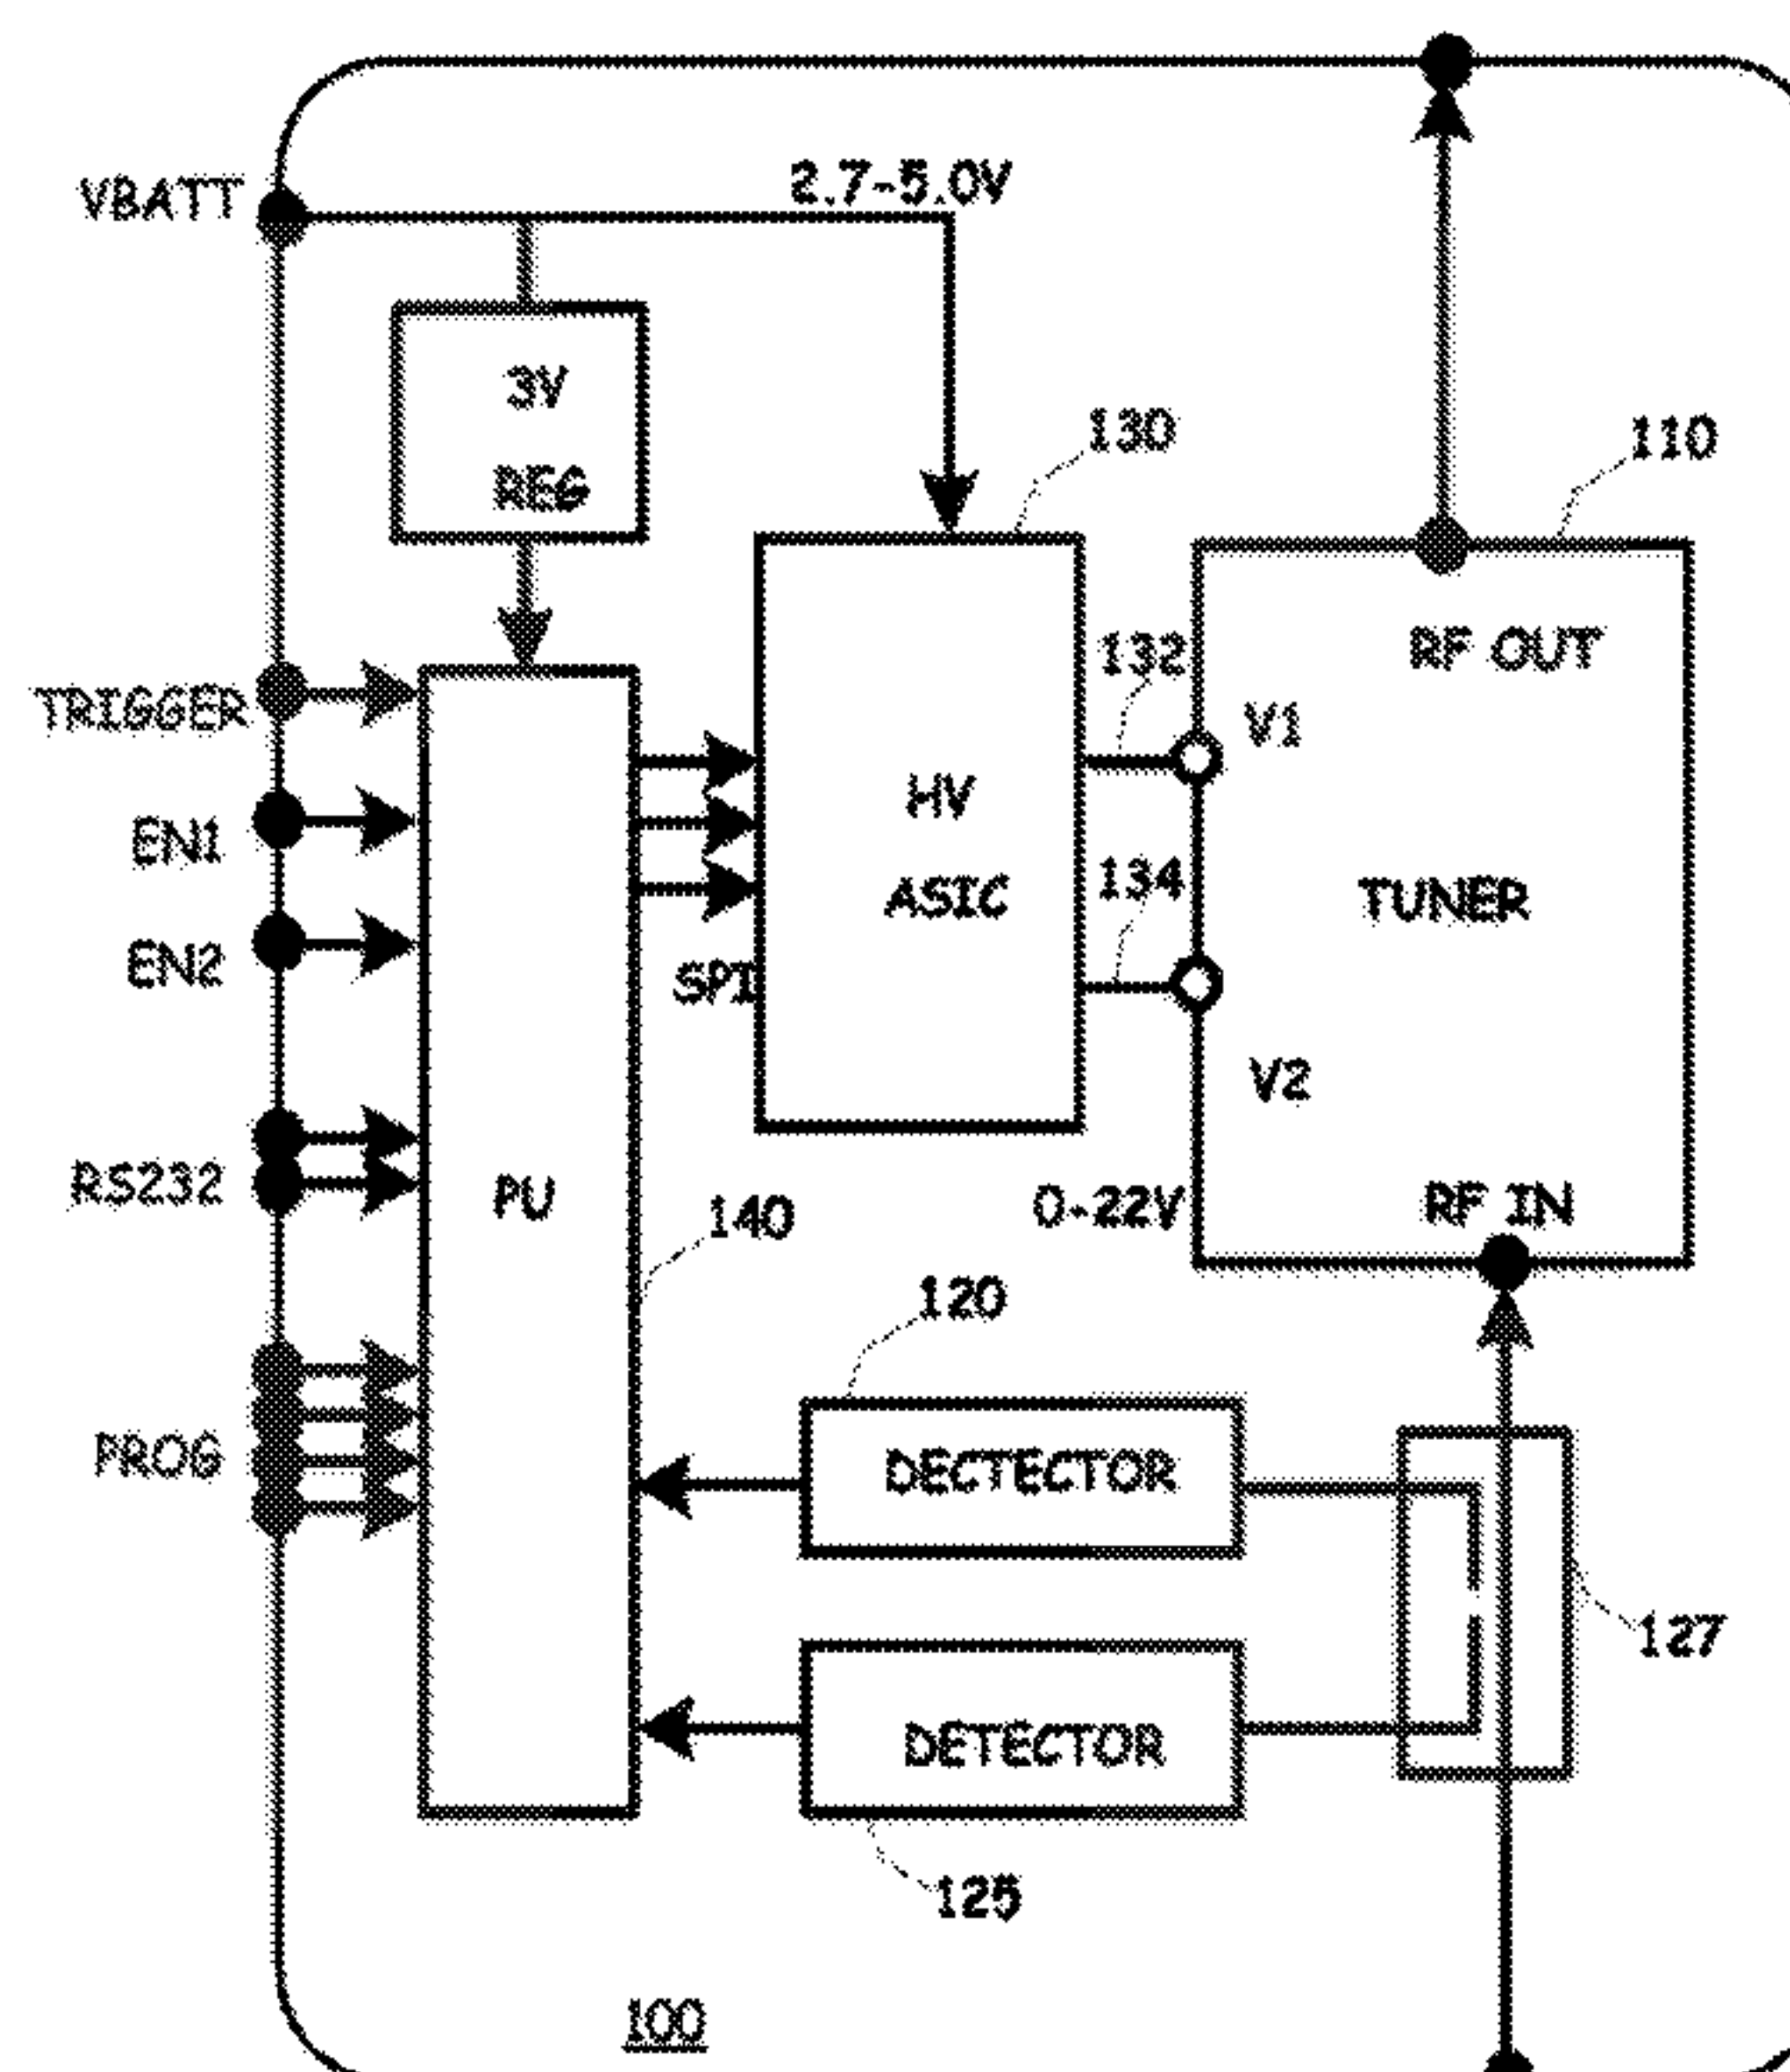 VBATT
2.7-5.0V
3V
REG
130
110
TRIGGER
132
RF OUT
V1
EN1
HV
ASIC
134
TUNER
EN2
SPI
V2
RS232
PU
140
0-22V
RF IN
120
PROG
DECTECTOR
127
DETECTOR
125
100